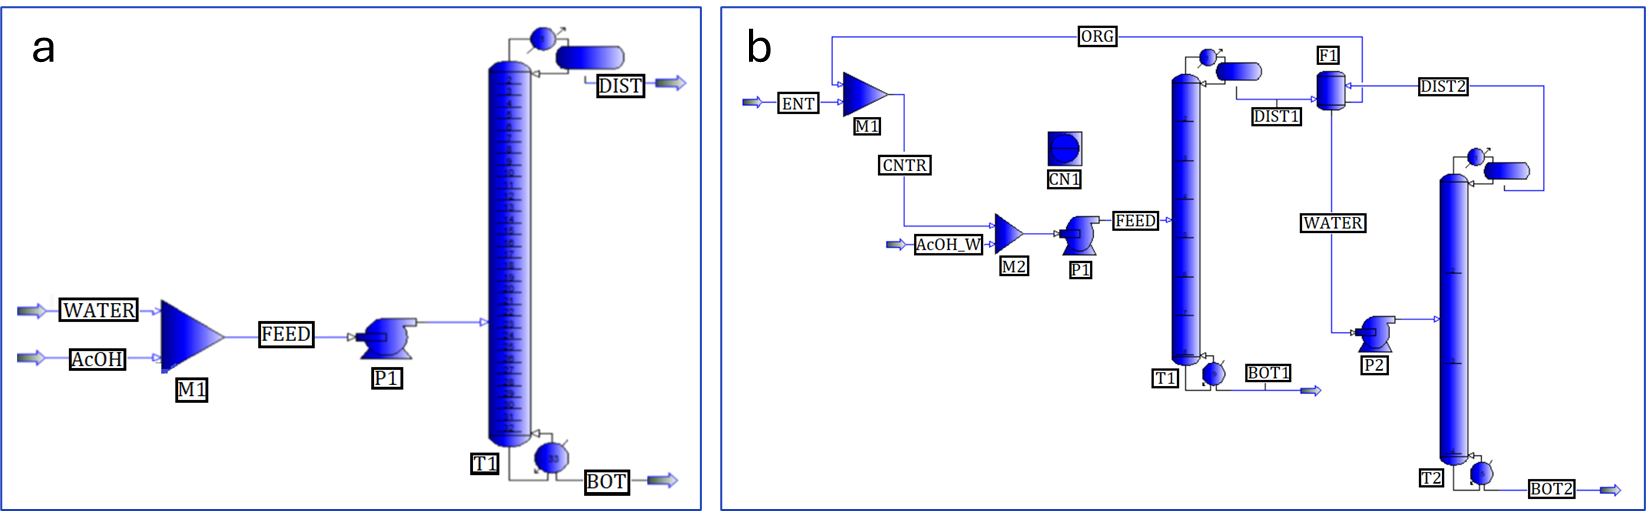 a
DIST
WATER
FEED
AcOH
P1
M1
T1
BOT
b
ORG
F1
ENT
DIST2
M1
DIST1
CNTR
CN1
FEED
WATER
AcOH_W
M2
P1
P2
T1
BOT1
T2
BOT2